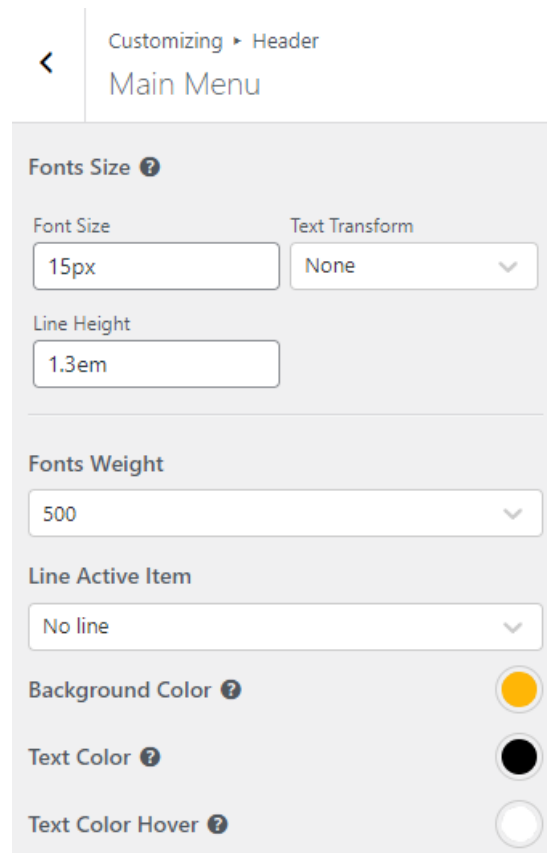 Customizing ▸ Header
Main Menu
Fonts Size ?
Font Size Text Transform
15px None
Line Height
1.3em
Fonts Weight
500
Line Active Item
No line
Background Color ?
Text Color ?
Text Color Hover ?